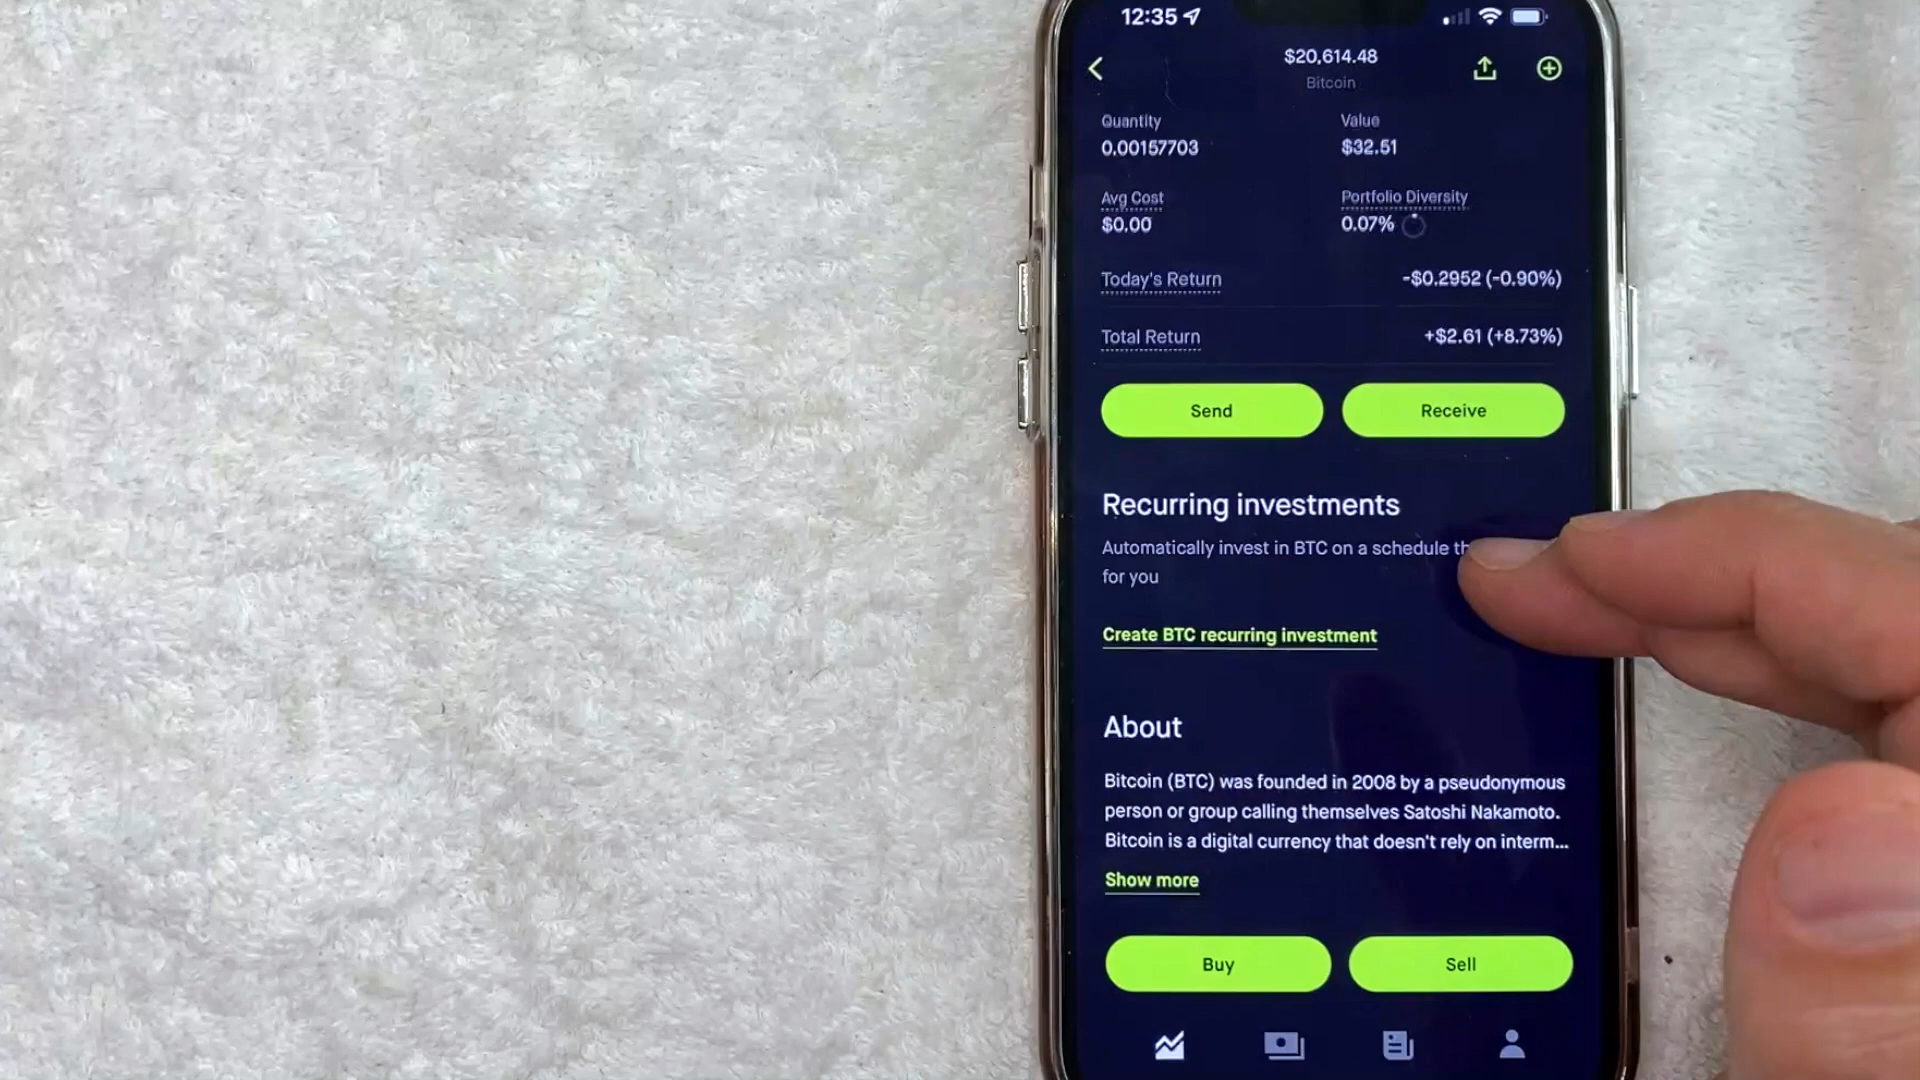 12:35
$20,614.48
Bitcoin
Quantity
Value
0.00157703
$32.51
Avg Cost
Portfolio Diversity
$0.00
0.07%
Today's Return
-$0.2952 (-0.90%)
Total Return
+$2.61 (+8.73%)
Send
Receive
Recurring investments
Automatically invest in BTC on a schedule
for you
Create BTC recurring investment
About
Bitcoin (BTC) was founded in 2008 by a pseudonymous
person or group calling themselves Satoshi Nakamoto.
Bitcoin is a digital currency that doesn't rely on interm...
Show more
Buy
Sell